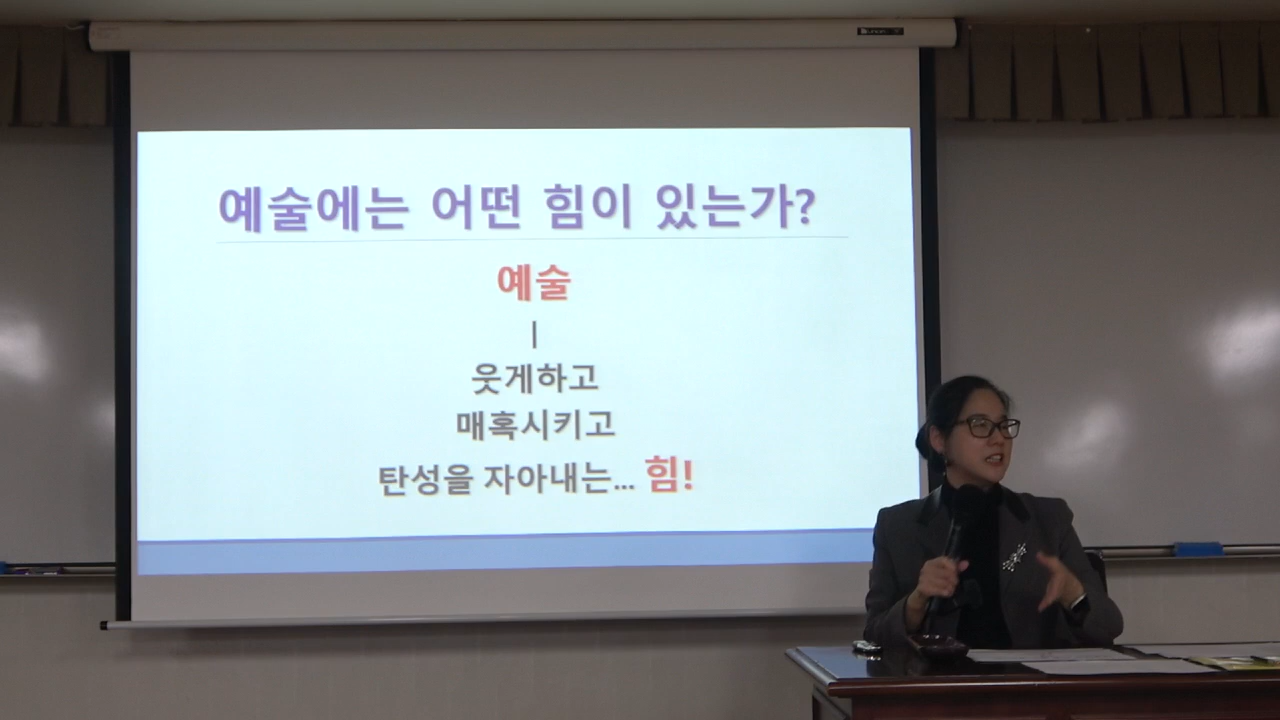 예술에는 어떤 힘이 있는가?
예술
|
웃게하고
매혹시키고
탄성을 자아내는... 힘!